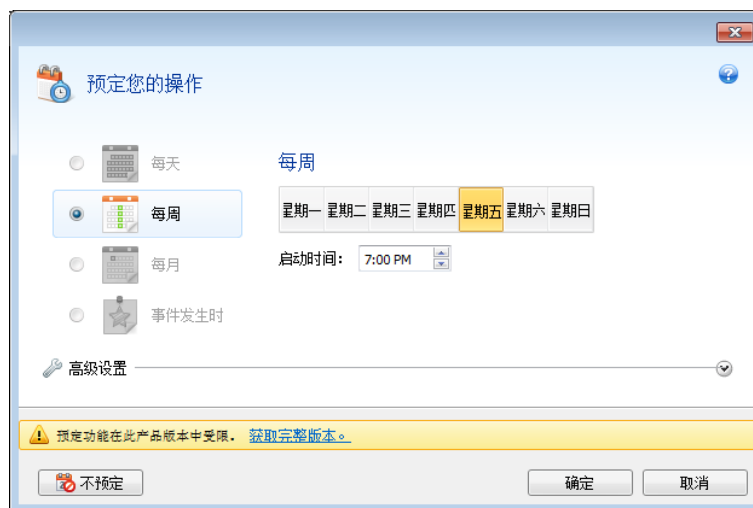 预定您的操作
每天
每周
每月
事件发生时
每周
星期一 星期二 星期三 星期四 星期五 星期六 星期日
启动时间： 7:00 PM
高级设置
预定功能在此产品版本中受限。 获取完整版本。
不预定 确定 取消